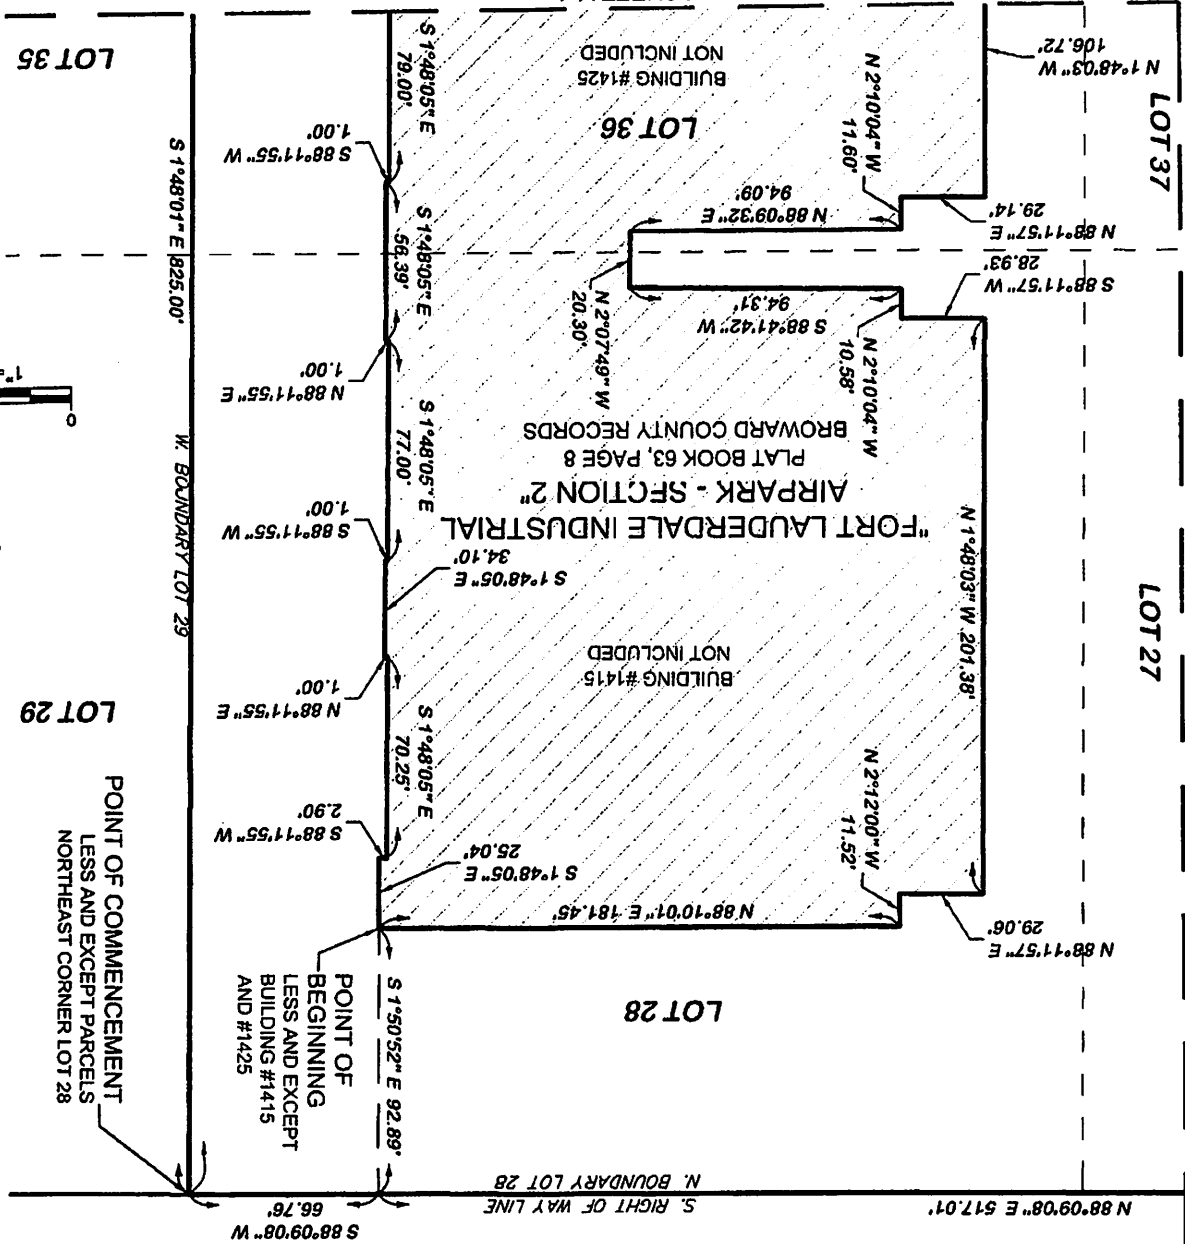 N 88°09'08" E 517.01'
S. RIGHT OF WAY LINE
N. BOUNDARY LOT 28
S 88°09'08" W
66.76'
POINT OF COMMENCEMENT
LESS AND EXCEPT PARCELS
NORTHEAST CORNER LOT 28
S 1°50'52" E 92.89'
POINT OF
BEGINNING
LESS AND EXCEPT
BUILDING #1415
AND #1425
LOT 28
N 88°11'57" E
29.06'
N 2°12'00" W
11.52'
N 88°10'01" E 181.45'
S 1°48'05" E
25.04'
S 88°11'55" W
2.90'
S 1°48'05" E
70.25'
LOT 29
N 88°11'55" E
1.00'
BUILDING #1415
NOT INCLUDED
LOT 27
N 1°48'03" W 201.38'
S 1°48'05" E
34.10'
S 88°11'55" W
1.00'
W. BOUNDARY LOT 29
"FORT LAUDERDALE INDUSTRIAL
AIRPARK - SECTION 2"
PLAT BOOK 63, PAGE 8
BROWARD COUNTY RECORDS
S 1°48'05" E
77.00'
N 88°11'55" E
1.00'
0
1"=
N 2°10'04" W
10.58'
S 88°41'42" W
94.31'
N 2°07'49" W
20.30'
S 88°11'57" W
28.93'
S 1°48'05" E
56.39'
S 1°48'01" E 825.00'
N 88°11'57" E
29.14'
N 88°09'32" E
94.09'
N 2°10'04" W
11.60'
S 88°11'55" W
1.00'
LOT 36
LOT 37
BUILDING #1425
NOT INCLUDED
S 1°48'05" E
79.00'
N 1°48'03" W
106.72'
LOT 35